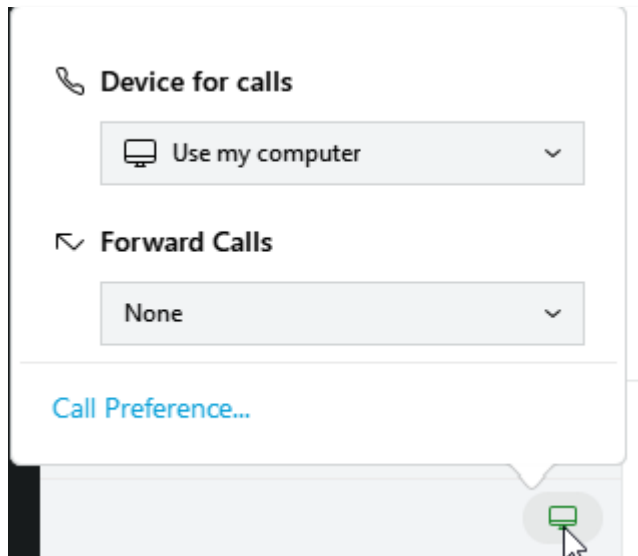 Device for calls
Use my computer
Forward Calls
None
Call Preference...